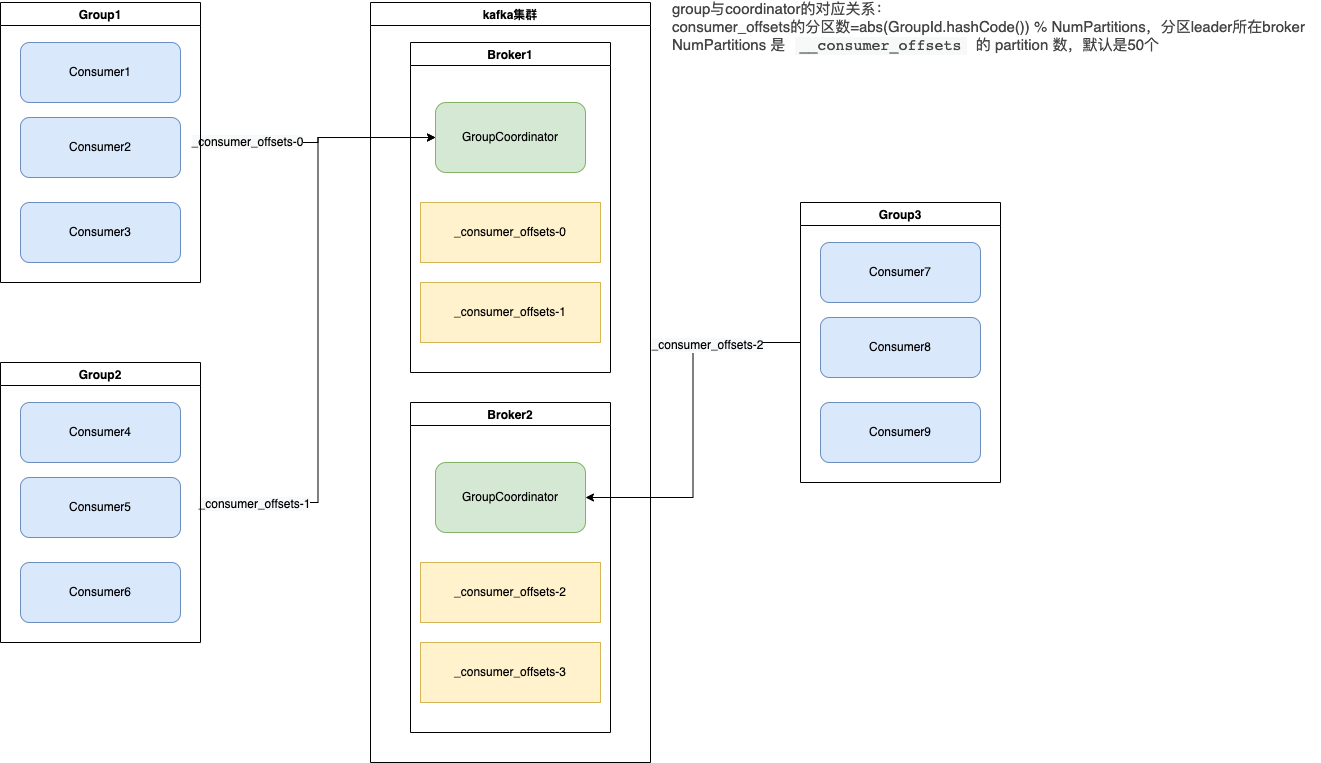 Group1
Consumer1
Consumer2
Consumer3
_consumer_offsets-0
Group2
Consumer4
Consumer5
Consumer6
_consumer_offsets-1
kafka集群
Broker1
GroupCoordinator
_consumer_offsets-0
_consumer_offsets-1
Broker2
GroupCoordinator
_consumer_offsets-2
_consumer_offsets-3
group与coordinator的对应关系：
consumer_offsets的分区数=abs(GroupId.hashCode()) % NumPartitions，分区leader所在broker
NumPartitions 是 __consumer_offsets 的 partition 数，默认是50个
_consumer_offsets-2
Group3
Consumer7
Consumer8
Consumer9